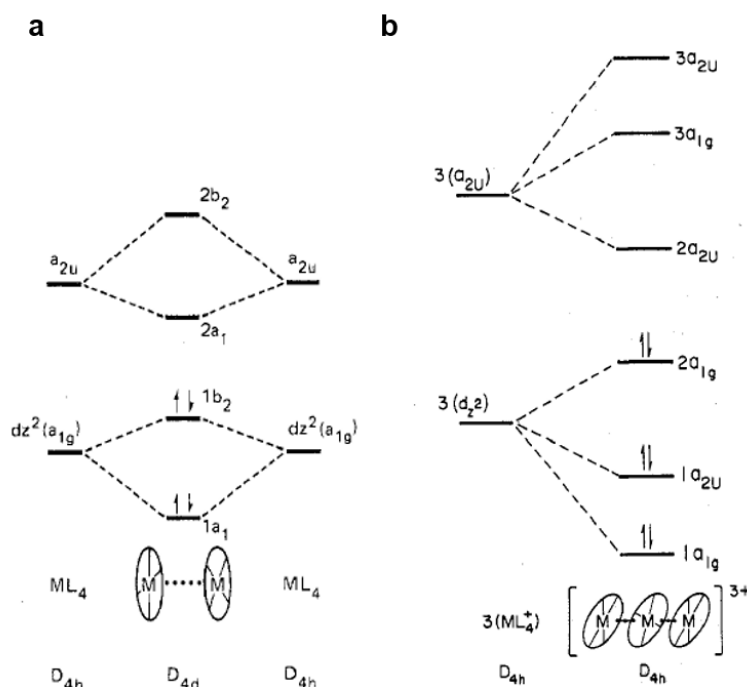 a
2b₂
a₂ᵤ
a₂ᵤ
2a₁
1b₂
dz²(a₁g)
dz²(a₁g)
1a₁
ML₄
M
M
ML₄
D₄h
D₄d
D₄h
b
3a₂U
3a₁g
3(a₂U)
2a₂U
2a₁g
3(dz²)
1a₂U
1a₁g
3(ML₄⁺)
[M M M]³⁺
D₄h
D₄h